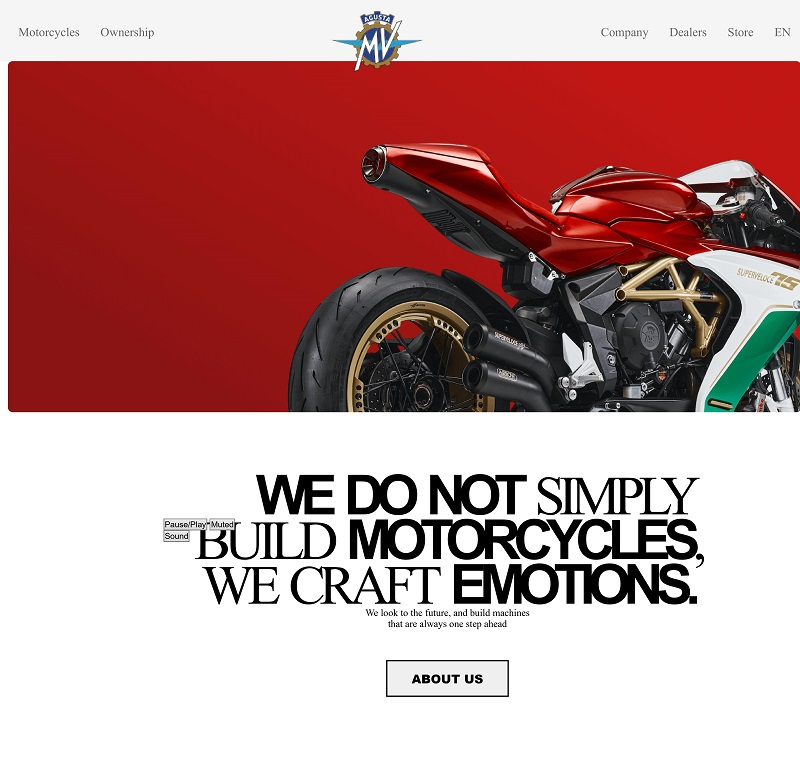 Motorcycles Ownership
AGUSTA
MV
Company Dealers Store EN
SUPERVELOCE 75
WE DO NOT SIMPLY
Pause/Play Muted
Sound
BUILD MOTORCYCLES,
WE CRAFT EMOTIONS.
We look to the future, and build machines
that are always one step ahead
ABOUT US